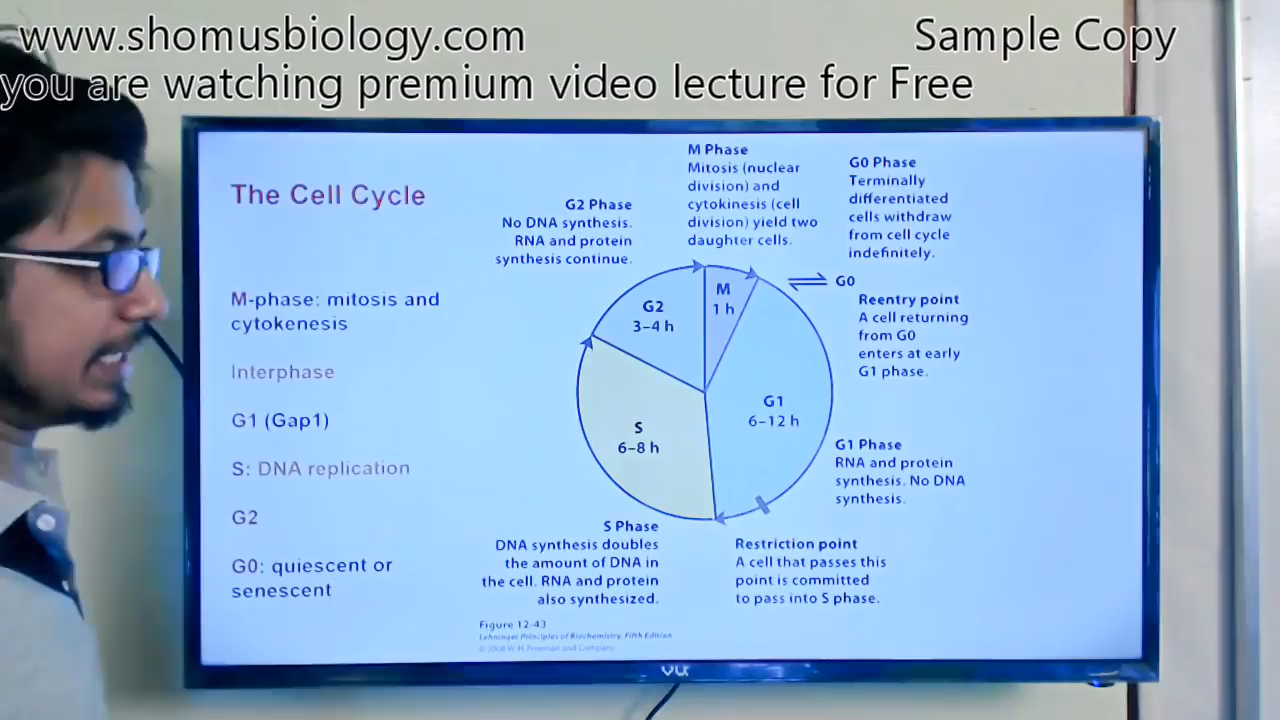 www.shomusbiology.com
Sample Copy
you are watching premium video lecture for Free
The Cell Cycle
M-phase: mitosis and
cytokenesis
Interphase
G1 (Gap1)
S: DNA replication
G2
G0: quiescent or
senescent
G2 Phase
No DNA synthesis.
RNA and protein
synthesis continue.
M Phase
Mitosis (nuclear
division) and
cytokinesis (cell
division) yield two
daughter cells.
G0 Phase
Terminally
differentiated
cells withdraw
from cell cycle
indefinitely.
G0
Reentry point
A cell returning
from G0
enters at early
G1 phase.
M
1 h
G2
3–4 h
G1
6–12 h
S
6–8 h
G1 Phase
RNA and protein
synthesis. No DNA
synthesis.
S Phase
DNA synthesis doubles
the amount of DNA in
the cell. RNA and protein
also synthesized.
Restriction point
A cell that passes this
point is committed
to pass into S phase.
Figure 12-43
Lehninger Principles of Biochemistry, Fifth Edition
© 2008 W. H. Freeman and Company